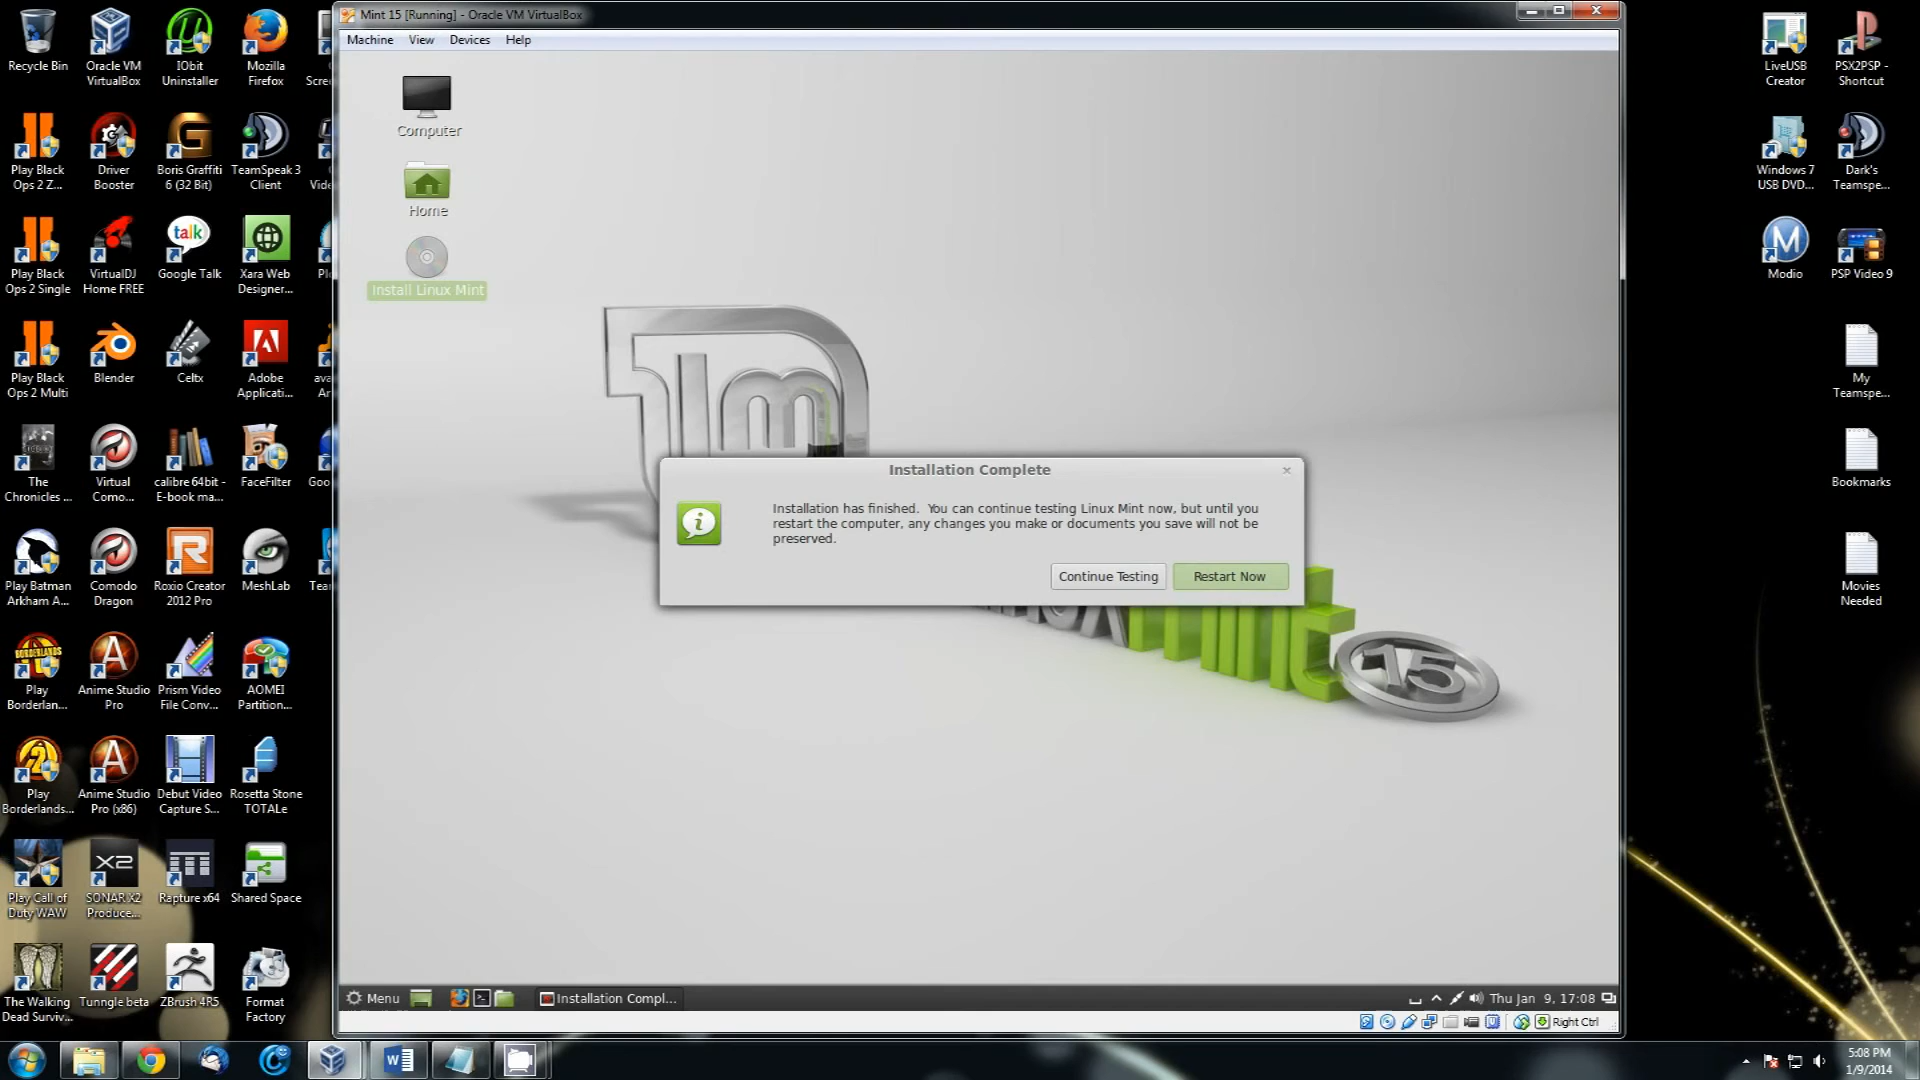 Mint 15 [Running] - Oracle VM VirtualBox
Machine View Devices Help
Recycle Bin
Oracle VM
VirtualBox
IObit
Uninstaller
Mozilla
Firefox
Play Black
Ops 2 Z...
Driver
Booster
Boris Graffiti
6 (32 Bit)
TeamSpeak 3
Client
Play Black
Ops 2 Single
VirtualDJ
Home FREE
talk
Google Talk
Xara Web
Designer...
Play Black
Ops 2 Multi
Blender
Celtx
Adobe
Applicati...
The
Chronicles ...
Virtual
Como...
calibre 64bit -
E-book ma...
FaceFilter
Play Batman
Arkham A...
Comodo
Dragon
Roxio Creator
2012 Pro
MeshLab
BORDERLANDS
Play
Borderlan...
Anime Studio
Pro
Prism Video
File Conv...
AOMEI
Partition...
Play
Borderlands...
Anime Studio
Pro (x86)
Debut Video
Capture S...
Rosetta Stone
TOTALe
Play Call of
Duty WAW
X2
SONAR X2
Produce...
Rapture x64
Shared Space
The Walking
Dead Surviv...
Tunngle beta
ZBrush 4R5
Format
Factory
Computer
Home
Install Linux Mint
Installation Complete
Installation has finished. You can continue testing Linux Mint now, but until you
restart the computer, any changes you make or documents you save will not be
preserved.
Continue Testing
Restart Now
15
Menu
Installation Compl...
Thu Jan 9, 17:08
Right Ctrl
LiveUSB
Creator
PSX2PSP -
Shortcut
Windows 7
USB DVD...
Dark's
Teamspe...
Modio
PSP Video 9
My
Teamspe...
Bookmarks
Movies
Needed
5:08 PM
1/9/2014